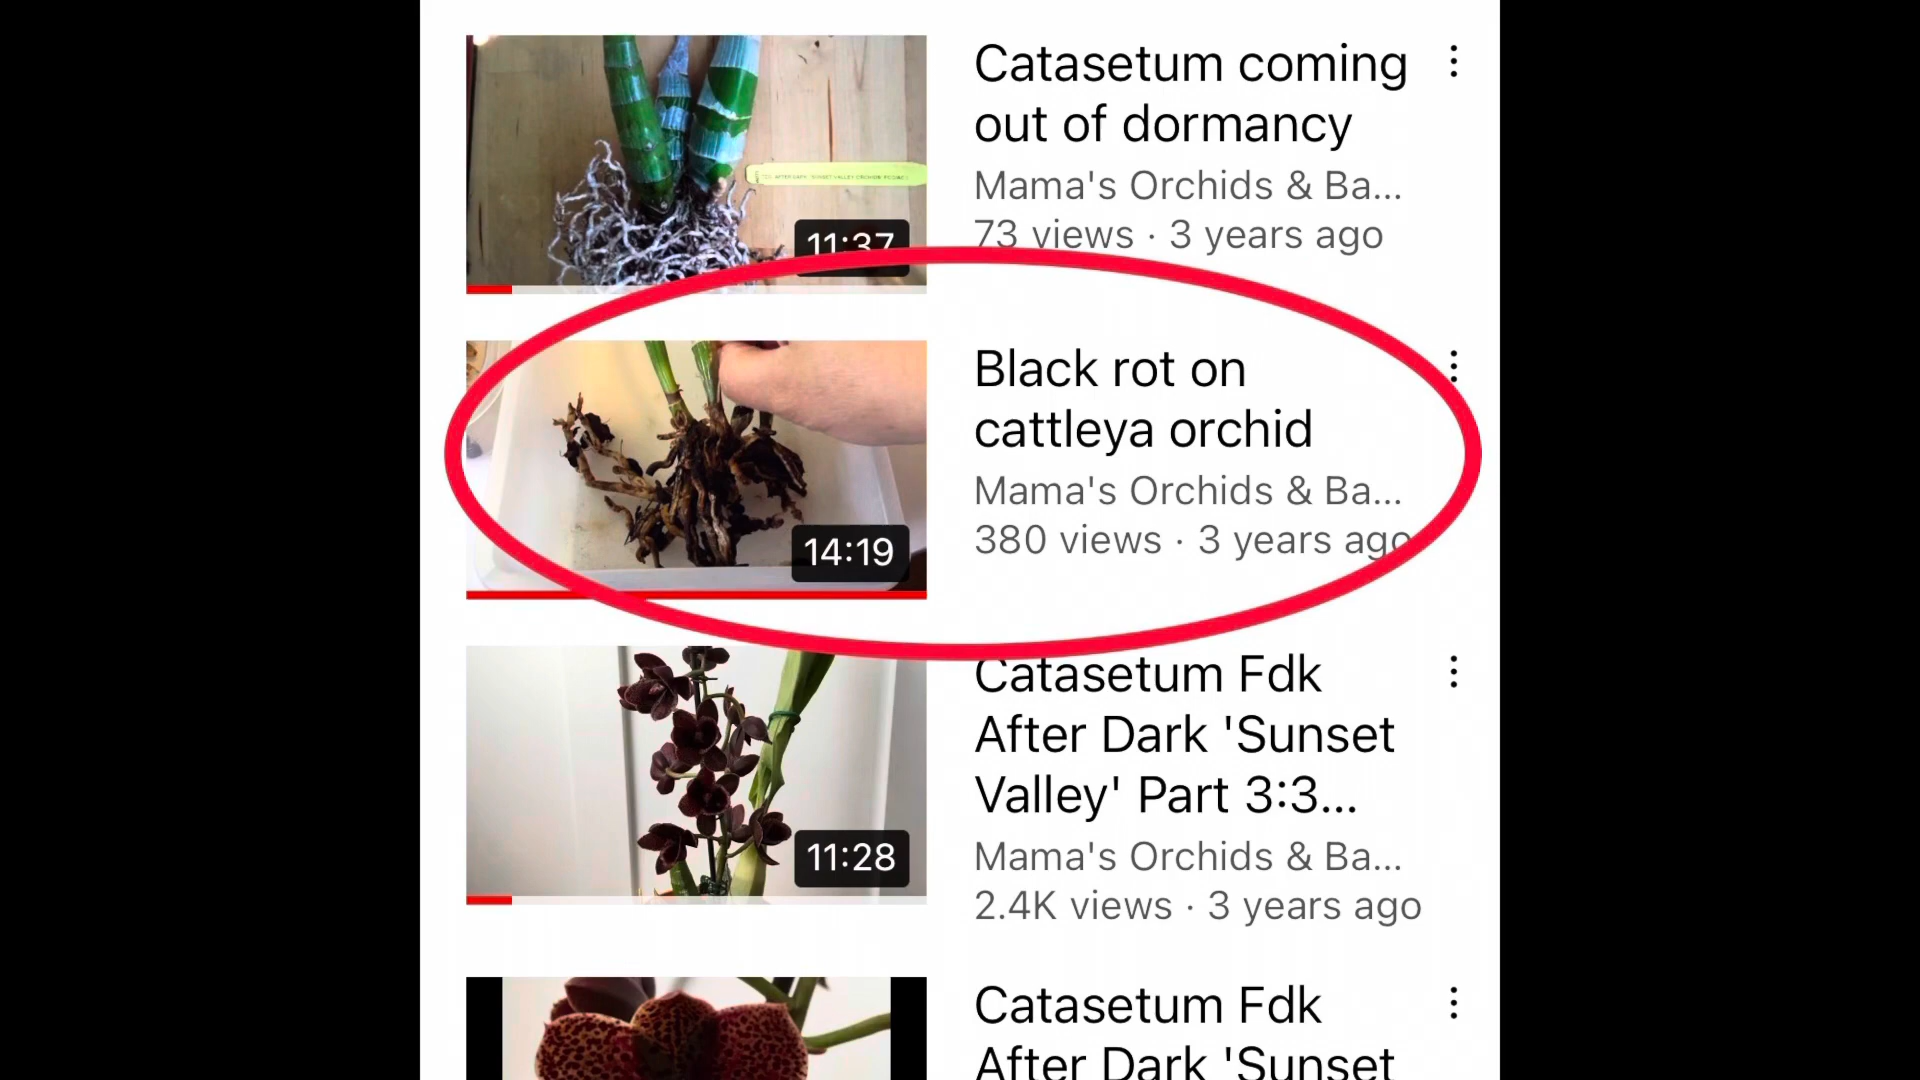 Catasetum coming
out of dormancy
Mama's Orchids & Ba...
73 views · 3 years ago
11:37
Black rot on
cattleya orchid
Mama's Orchids & Ba...
380 views · 3 years ago
14:19
Catasetum Fdk
After Dark 'Sunset
Valley' Part 3:3...
Mama's Orchids & Ba...
2.4K views · 3 years ago
11:28
Catasetum Fdk
After Dark 'Sunset